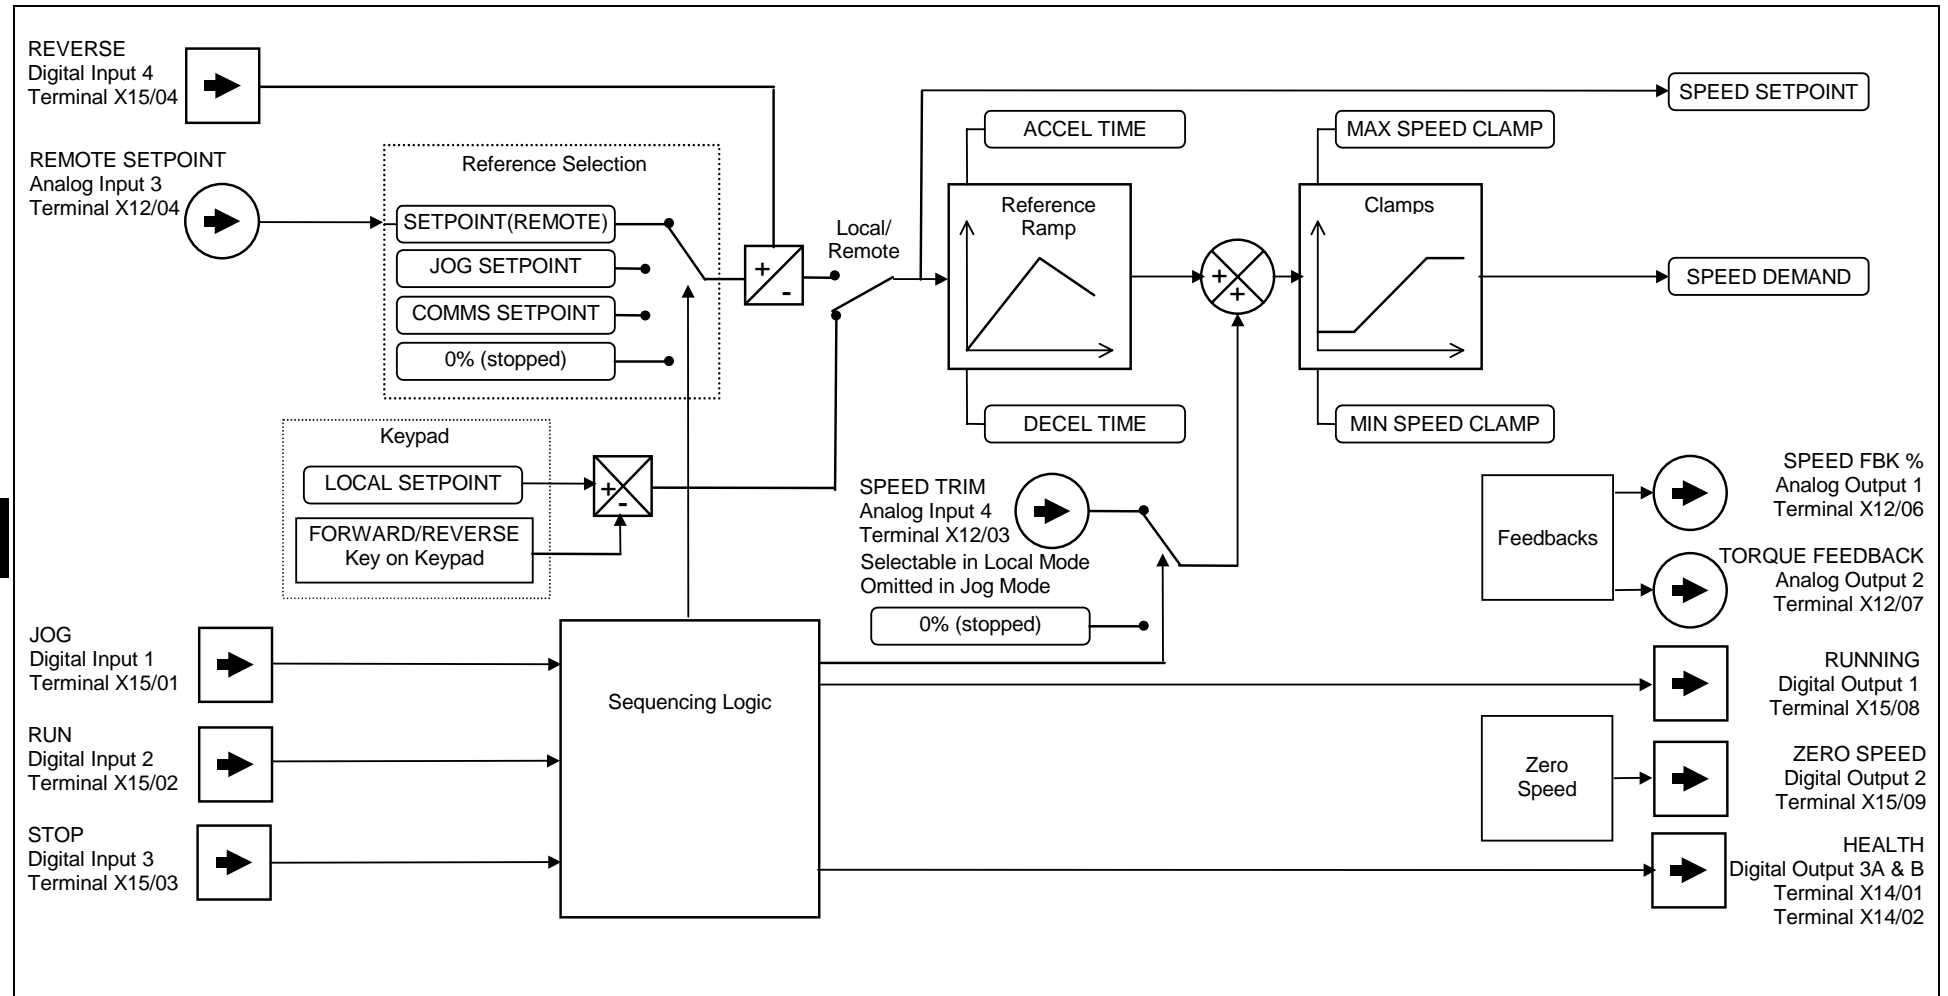 REVERSE
Digital Input 4
Terminal X15/04
REMOTE SETPOINT
Analog Input 3
Terminal X12/04
Reference Selection
SETPOINT(REMOTE)
JOG SETPOINT
COMMS SETPOINT
0% (stopped)
+
-
Local/
Remote
SPEED SETPOINT
ACCEL TIME
Reference
Ramp
DECEL TIME
+
+
MAX SPEED CLAMP
Clamps
MIN SPEED CLAMP
SPEED DEMAND
Keypad
LOCAL SETPOINT
FORWARD/REVERSE
Key on Keypad
+
-
SPEED TRIM
Analog Input 4
Terminal X12/03
Selectable in Local Mode
Omitted in Jog Mode
0% (stopped)
Feedbacks
SPEED FBK %
Analog Output 1
Terminal X12/06
TORQUE FEEDBACK
Analog Output 2
Terminal X12/07
JOG
Digital Input 1
Terminal X15/01
RUN
Digital Input 2
Terminal X15/02
STOP
Digital Input 3
Terminal X15/03
Sequencing Logic
RUNNING
Digital Output 1
Terminal X15/08
Zero
Speed
ZERO SPEED
Digital Output 2
Terminal X15/09
HEALTH
Digital Output 3A & B
Terminal X14/01
Terminal X14/02